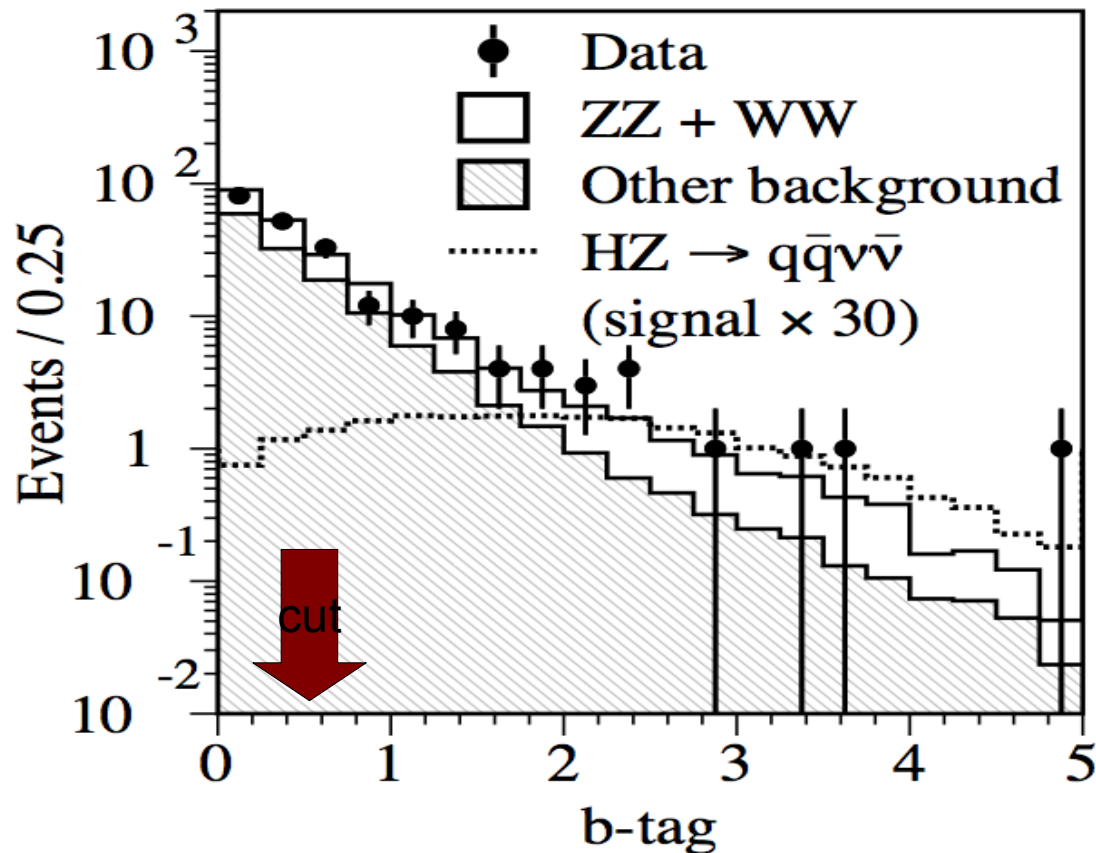 10 3
10 2
10
1
10 -1
10 -2
Events / 0.25
Data
ZZ + WW
Other background
HZ → qq̄νν̄
(signal × 30)
cut
0 1 2 3 4 5
b-tag